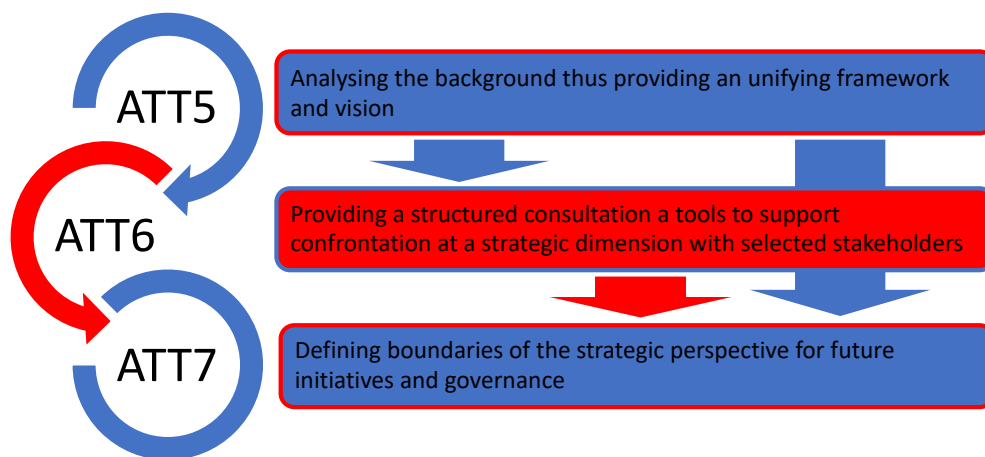 ATT5
Analysing the background thus providing an unifying framework
and vision
ATT6
Providing a structured consultation a tools to support
confrontation at a strategic dimension with selected stakeholders
ATT7
Defining boundaries of the strategic perspective for future
initiatives and governance